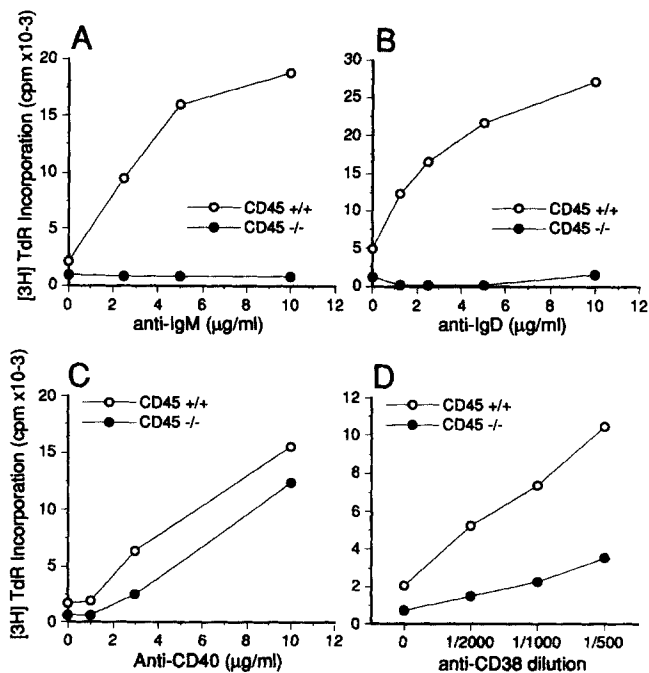 A
[3H] TdR Incorporation (cpm x10-3)
20
15
10
5
0
CD45 +/+
CD45 -/-
0 2 4 6 8 10 12
anti-IgM (µg/ml)
B
30
25
20
15
10
5
0
CD45 +/+
CD45 -/-
0 2 4 6 8 10 12
anti-IgD (µg/ml)
C
[3H] TdR Incorporation (cpm x10-3)
20
15
10
5
0
CD45 +/+
CD45 -/-
0 2 4 6 8 10 12
Anti-CD40 (µg/ml)
D
12
10
8
6
4
2
0
CD45 +/+
CD45 -/-
0 1/2000 1/1000 1/500
anti-CD38 dilution